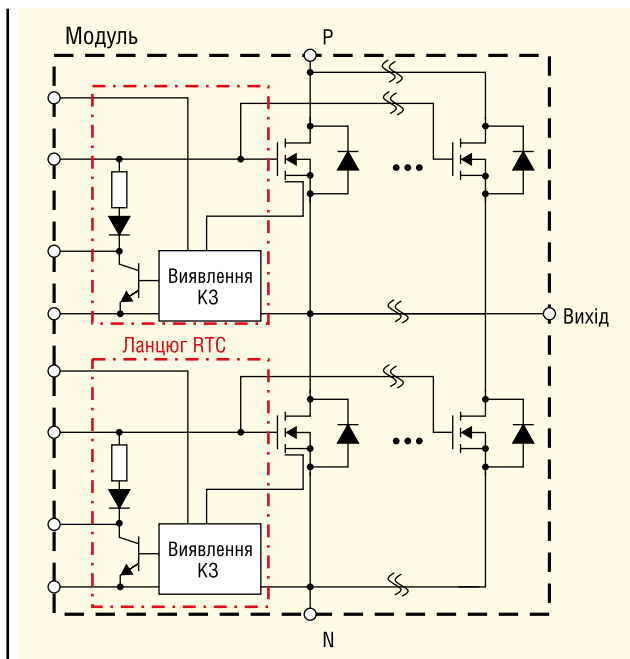 Модуль
P
Виявлення
КЗ
Вихід
Ланцюг RTC
Виявлення
КЗ
N